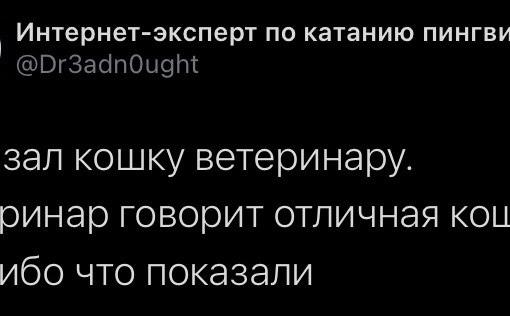 Интернет-эксперт по катанию пингви
@Dr3adn0ught
зал кошку ветеринару.
ринар говорит отличная кош
ибо что показали